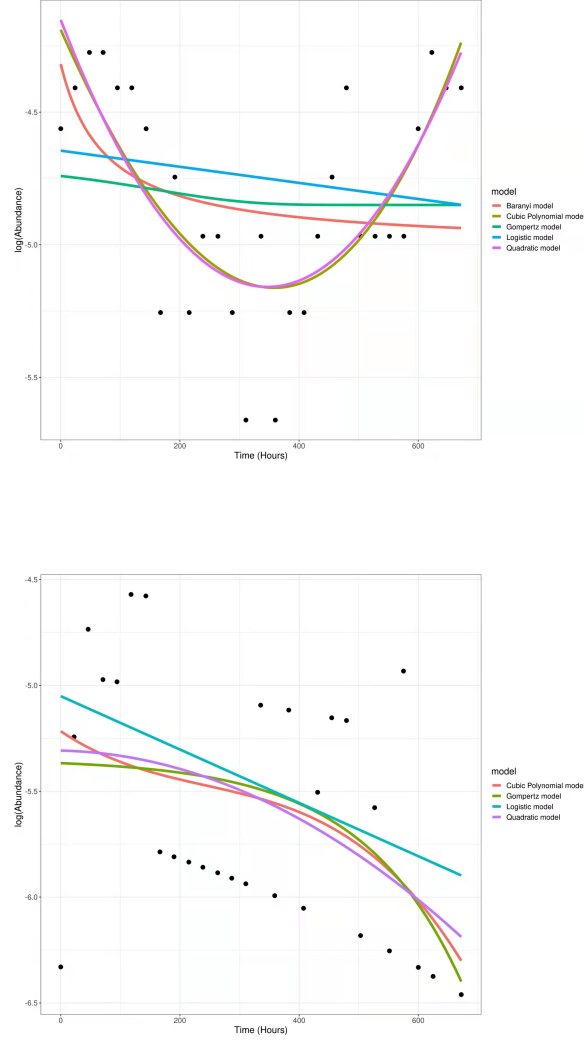 -4.5
-5.0
-5.5
log(Abundance)
0
200
400
600
Time (Hours)
model
Baranyi model
Cubic Polynomial mode
Gompertz model
Logistic model
Quadratic model
-4.5
-5.0
-5.5
-6.0
-6.5
log(Abundance)
0
200
400
600
Time (Hours)
model
Cubic Polynomial mode
Gompertz model
Logistic model
Quadratic model